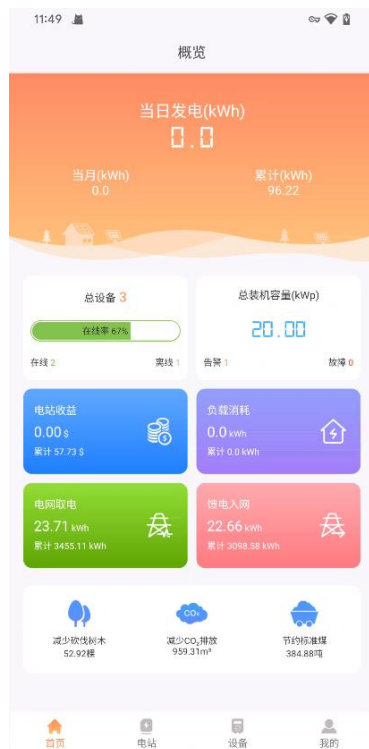 11:49
概览
当日发电(kWh)
0.0
当月(kWh)
0.0
累计(kWh)
96.22
总设备 3
在线率 67%
在线 2
离线 1
总装机容量(kWp)
20.00
告警 1
故障 0
电站收益
0.00 $
累计 57.73 $
负载消耗
0.0 kWh
累计 0.0 kWh
电网取电
23.71 kWh
累计 3455.11 kWh
馈电入网
22.66 kWh
累计 3098.58 kWh
CO₂
减少砍伐树木
52.92棵
减少CO₂排放
959.31m³
节约标准煤
384.88吨
首页
电站
设备
我的